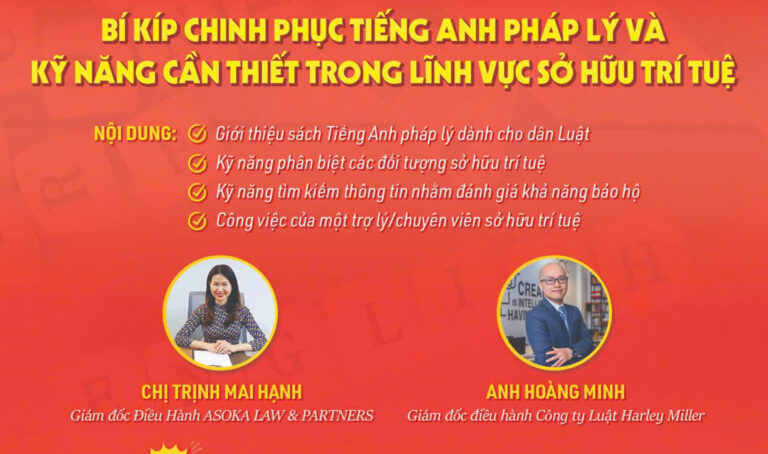 BÍ KÍP CHINH PHỤC TIẾNG ANH PHÁP LÝ VÀ
KỸ NĂNG CẦN THIẾT TRONG LĨNH VỰC SỞ HỮU TRÍ TUỆ
NỘI DUNG: Giới thiệu sách Tiếng Anh pháp lý dành cho dân Luật
Kỹ năng phân biệt các đối tượng sở hữu trí tuệ
Kỹ năng tìm kiếm thông tin nhằm đánh giá khả năng bảo hộ
Công việc của một trợ lý/chuyên viên sở hữu trí tuệ
CHỊ TRỊNH MAI HẠNH
Giám đốc Điều Hành ASOKA LAW & PARTNERS
ANH HOÀNG MINH
Giám đốc điều hành Công ty Luật Harley Miller
ENGLISH